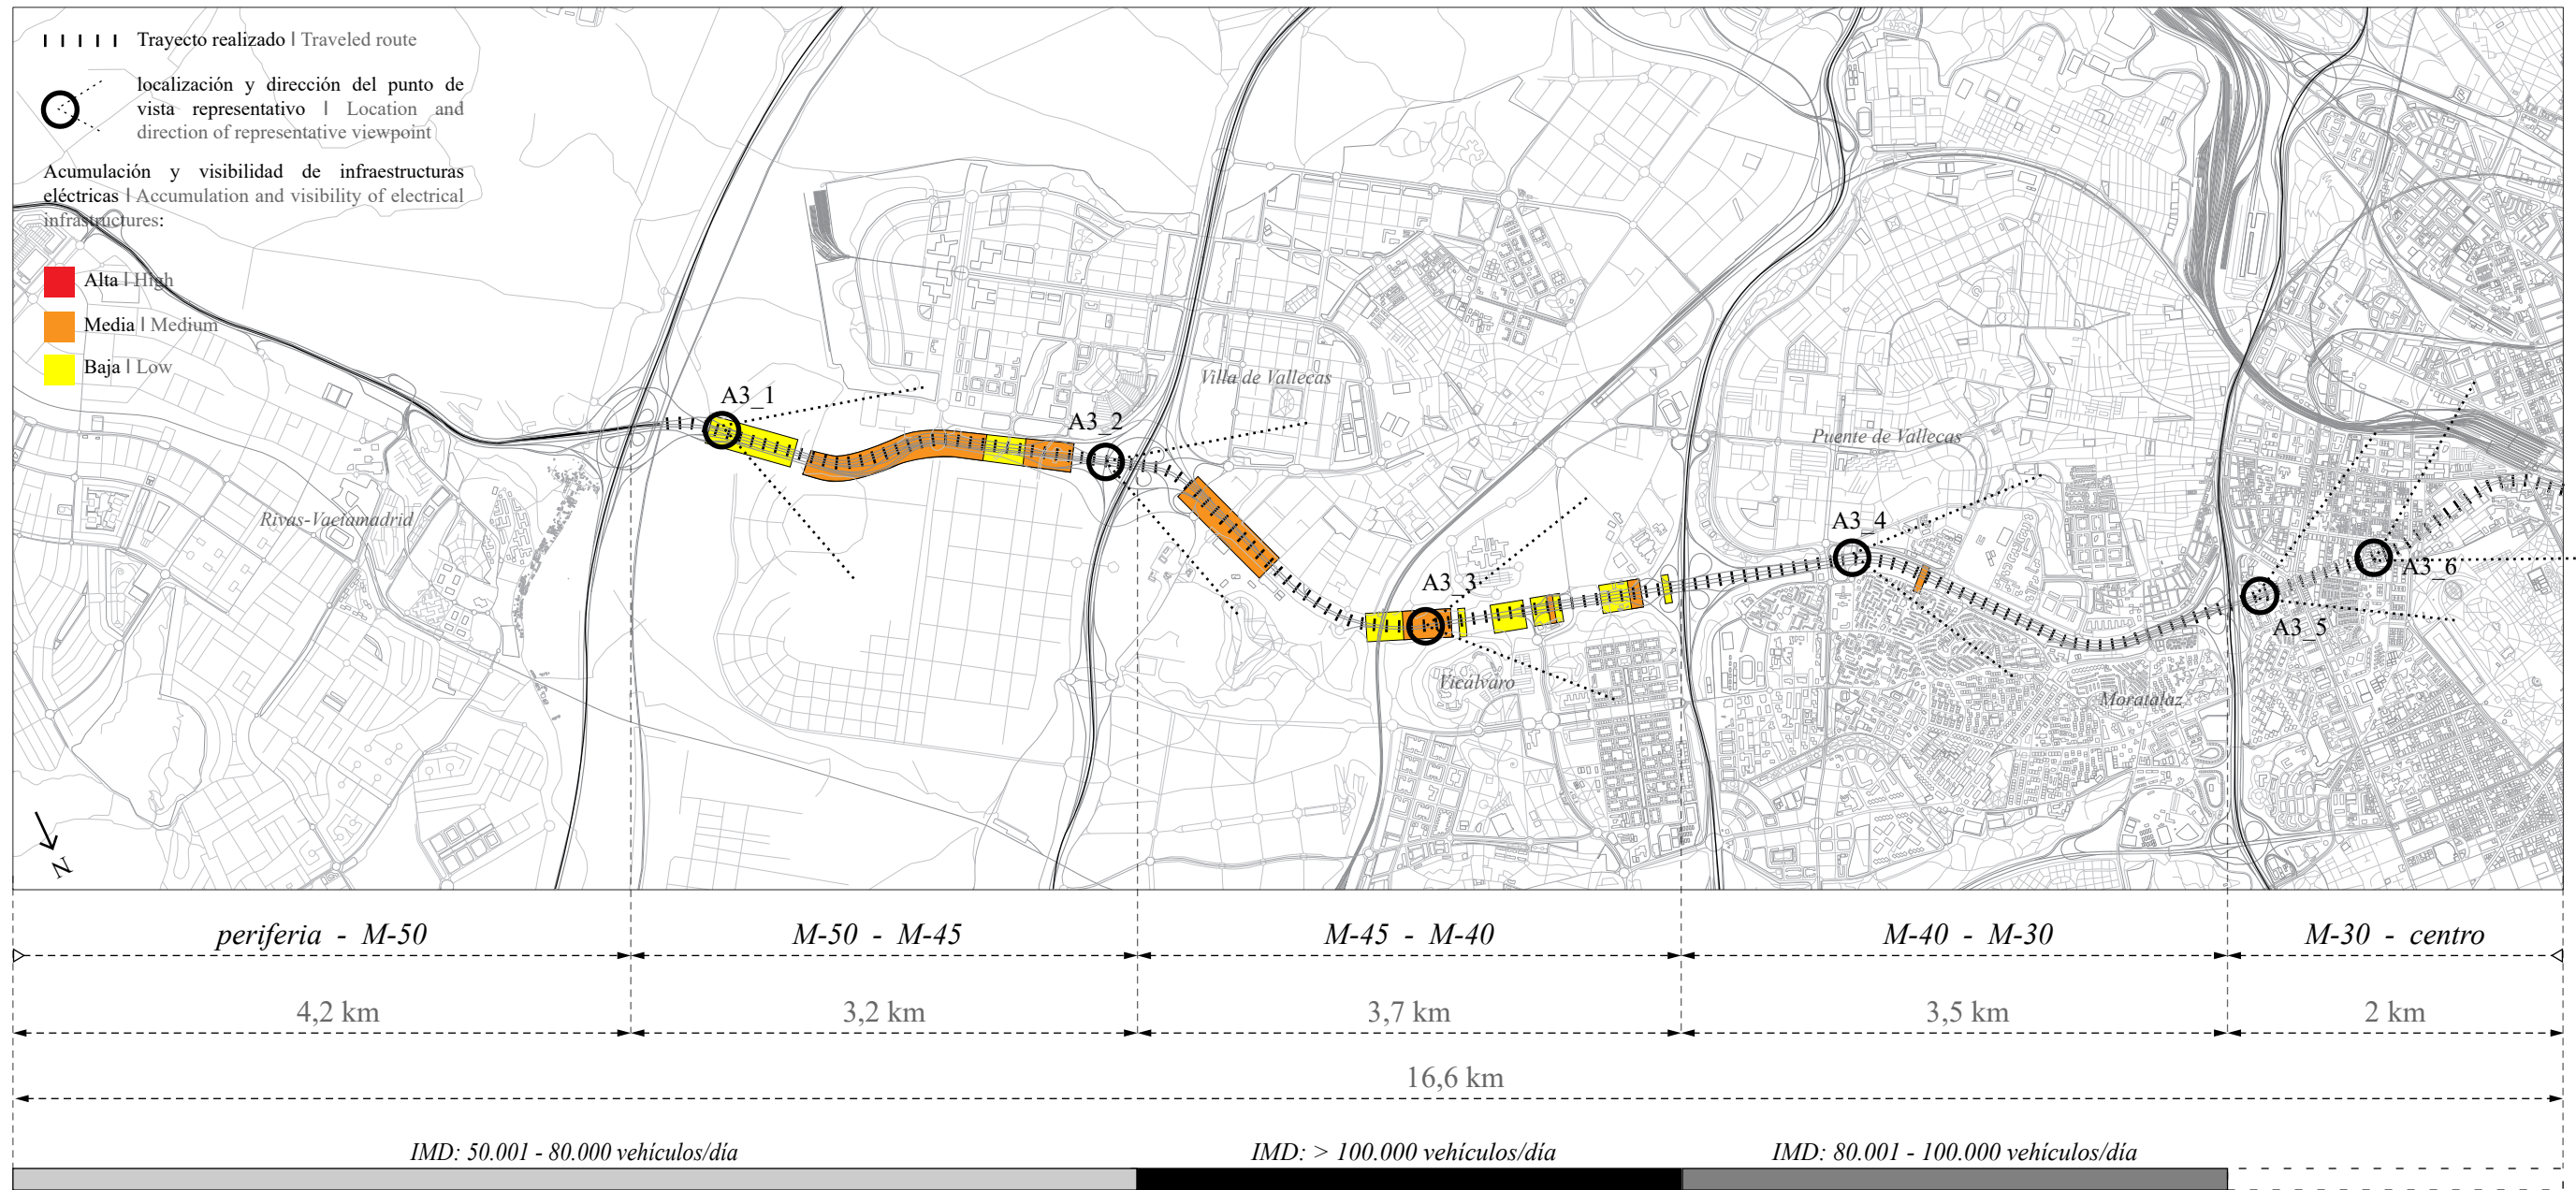 Trayecto realizado | Traveled route
localización y dirección del punto de
vista representativo | Location and
direction of representative viewpoint
Acumulación y visibilidad de infraestructuras
eléctricas | Accumulation and visibility of electrical
infrastructures:
Alta | High
Media | Medium
Baja | Low
A3_1
A3_2
Villa de Vallecas
Puente de Vallecas
Rivas-Vaciamadrid
A3_4
A3_3
A3_6
A3_5
Vicálvaro
Moratalaz
N
periferia - M-50
M-50 - M-45
M-45 - M-40
M-40 - M-30
M-30 - centro
4,2 km
3,2 km
3,7 km
3,5 km
2 km
16,6 km
IMD: 50.001 - 80.000 vehículos/día
IMD: > 100.000 vehículos/día
IMD: 80.001 - 100.000 vehículos/día